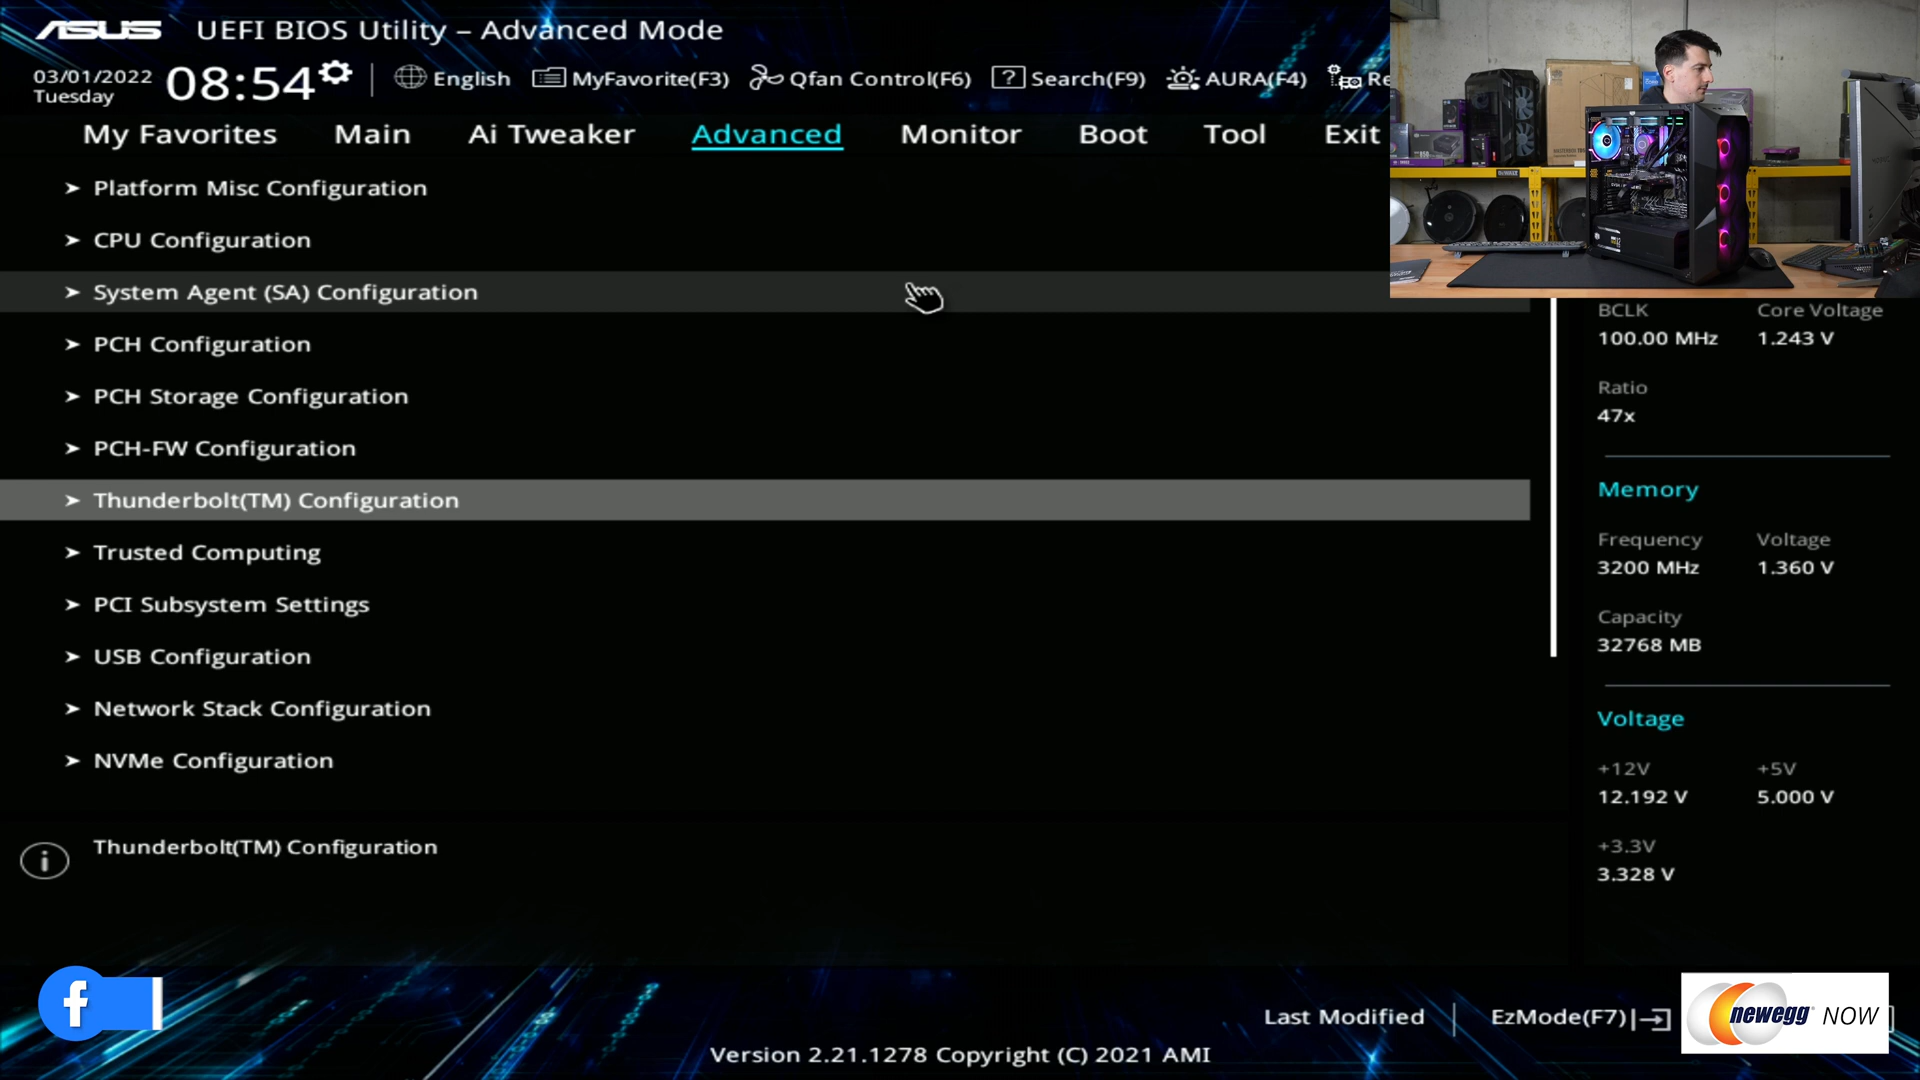 ASUS UEFI BIOS Utility – Advanced Mode
03/01/2022
Tuesday
08:54
English
MyFavorite(F3)
Qfan Control(F6)
? Search(F9)
AURA(F4)
Re
My Favorites
Main
Ai Tweaker
Advanced
Monitor
Boot
Tool
Exit
Platform Misc Configuration
CPU Configuration
System Agent (SA) Configuration
PCH Configuration
PCH Storage Configuration
PCH-FW Configuration
Thunderbolt(TM) Configuration
Trusted Computing
PCI Subsystem Settings
USB Configuration
Network Stack Configuration
NVMe Configuration
BCLK Core Voltage
100.00 MHz 1.243 V
Ratio
47x
Memory
Frequency Voltage
3200 MHz 1.360 V
Capacity
32768 MB
Voltage
+12V +5V
12.192 V 5.000 V
+3.3V
3.328 V
i Thunderbolt(TM) Configuration
f
Last Modified
EzMode(F7)
newegg NOW
Version 2.21.1278 Copyright (C) 2021 AMI